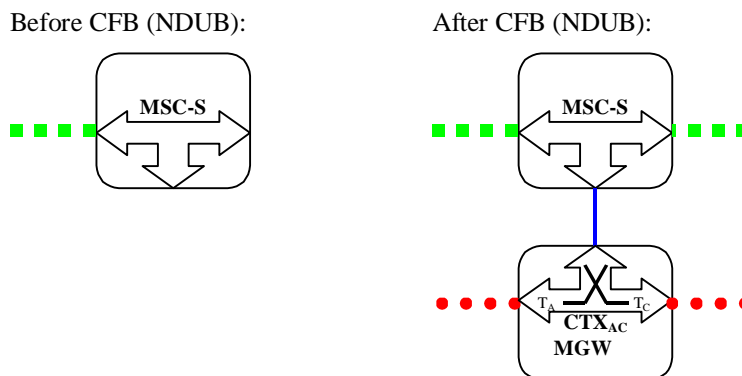 Before CFB (NDUB):
After CFB (NDUB):
MSC-S
MSC-S
TA
TC
CTXAC
MGW